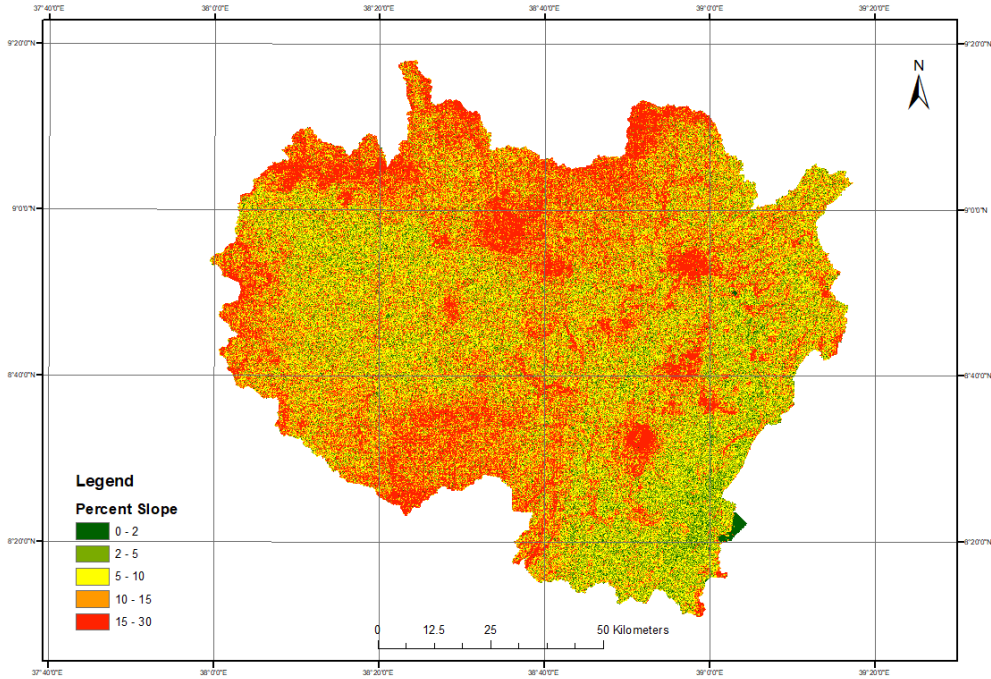 37°40'0"E 38°0'0"E 38°20'0"E 38°40'0"E 39°0'0"E 39°20'0"E
9°20'0"N 9°20'0"N
N
9°0'0"N 9°0'0"N
8°40'0"N 8°40'0"N
Legend
Percent Slope
0 - 2
2 - 5
8°20'0"N 8°20'0"N
5 - 10
10 - 15
15 - 30
0 12.5 25 50 Kilometers
37°40'0"E 38°0'0"E 38°20'0"E 38°40'0"E 39°0'0"E 39°20'0"E